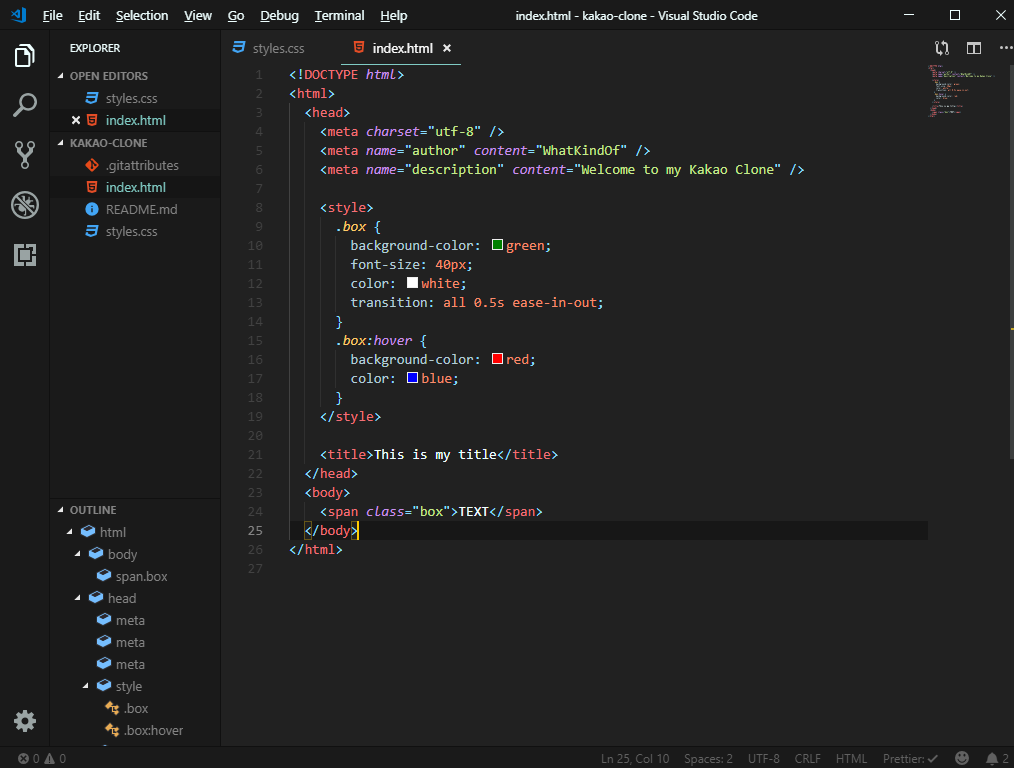 File Edit Selection View Go Debug Terminal Help index.html - kakao-clone - Visual Studio Code
EXPLORER
OPEN EDITORS
styles.css
index.html
KAKAO-CLONE
.gitattributes
index.html
README.md
styles.css
OUTLINE
html
body
span.box
head
meta
meta
meta
style
.box
.box:hover
styles.css index.html
1 <!DOCTYPE html>
2 <html>
3 <head>
4 <meta charset="utf-8" />
5 <meta name="author" content="WhatKindOf" />
6 <meta name="description" content="Welcome to my Kakao Clone" />
7
8 <style>
9 .box {
10 background-color: green;
11 font-size: 40px;
12 color: white;
13 transition: all 0.5s ease-in-out;
14 }
15 .box:hover {
16 background-color: red;
17 color: blue;
18 }
19 </style>
20
21 <title>This is my title</title>
22 </head>
23 <body>
24 <span class="box">TEXT</span>
25 </body>
26 </html>
27
0 0 Ln 25, Col 10 Spaces: 2 UTF-8 CRLF HTML Prettier: 2